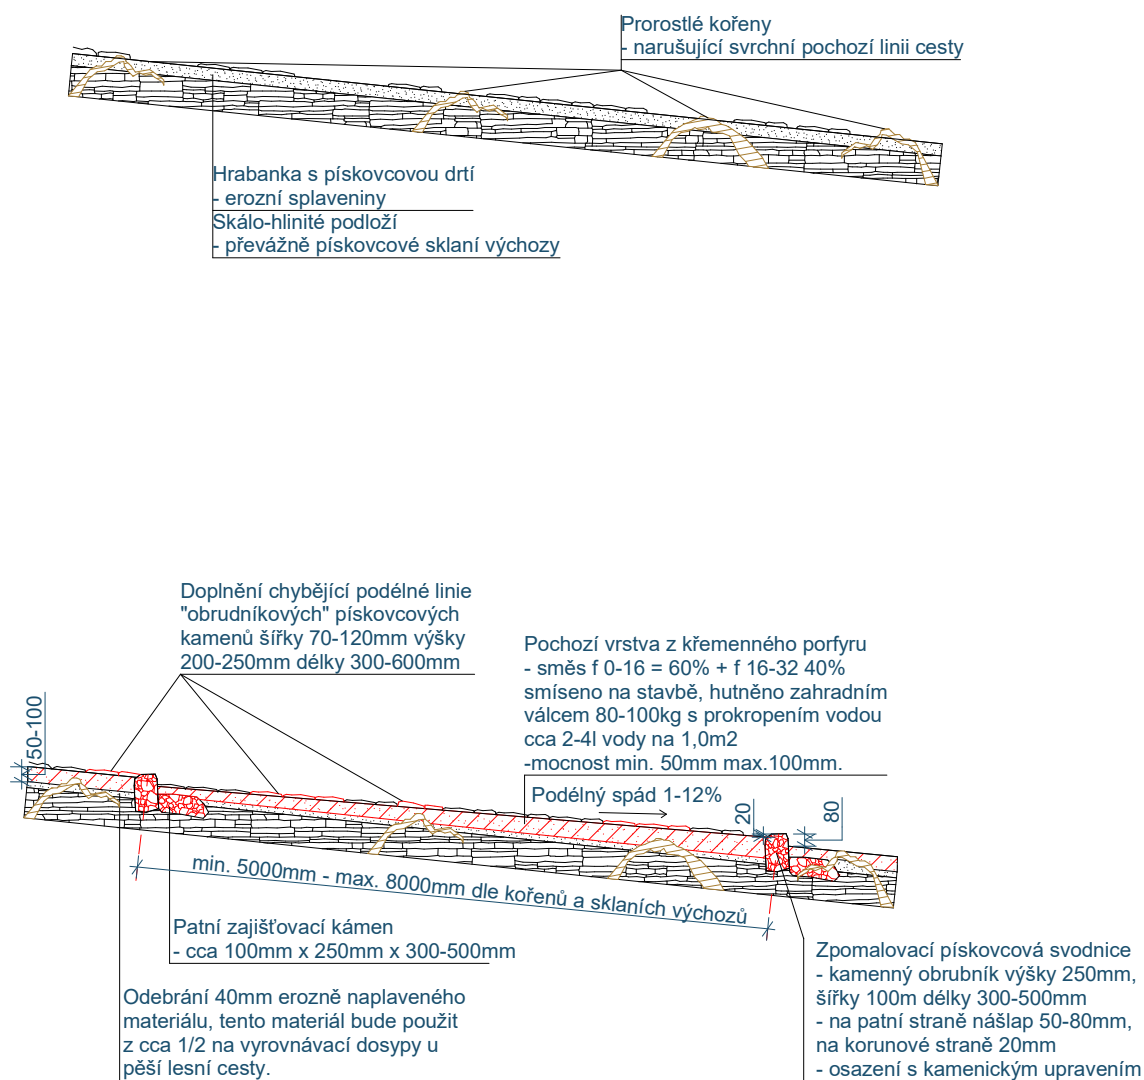 Prorostlé kořeny
- narušující svrchní pochozí linii cesty
Hrabanka s pískovcovou drtí
- erozní splaveniny
Skálo-hlinité podloží
- převážně pískovcové sklaní výchozy
Doplnění chybějící podélné linie
"obrudníkových" pískovcových
kamenů šířky 70-120mm výšky
200-250mm délky 300-600mm
Pochozí vrstva z křemenného porfyru
- směs f 0-16 = 60% + f 16-32 40%
smíseno na stavbě, hutněno zahradním
válcem 80-100kg s prokropením vodou
cca 2-4l vody na 1,0m2
-mocnost min. 50mm max.100mm.
50-100
Podélný spád 1-12%
20
80
min. 5000mm - max. 8000mm dle kořenů a sklaních výchozů
Patní zajišťovací kámen
- cca 100mm x 250mm x 300-500mm
Odebrání 40mm erozně naplaveného
materiálu, tento materiál bude použit
z cca 1/2 na vyrovnávací dosypy u
pěší lesní cesty.
Zpomalovací pískovcová svodnice
- kamenný obrubník výšky 250mm,
šířky 100m délky 300-500mm
- na patní straně nášlap 50-80mm,
na korunové straně 20mm
- osazení s kamenickým upravením